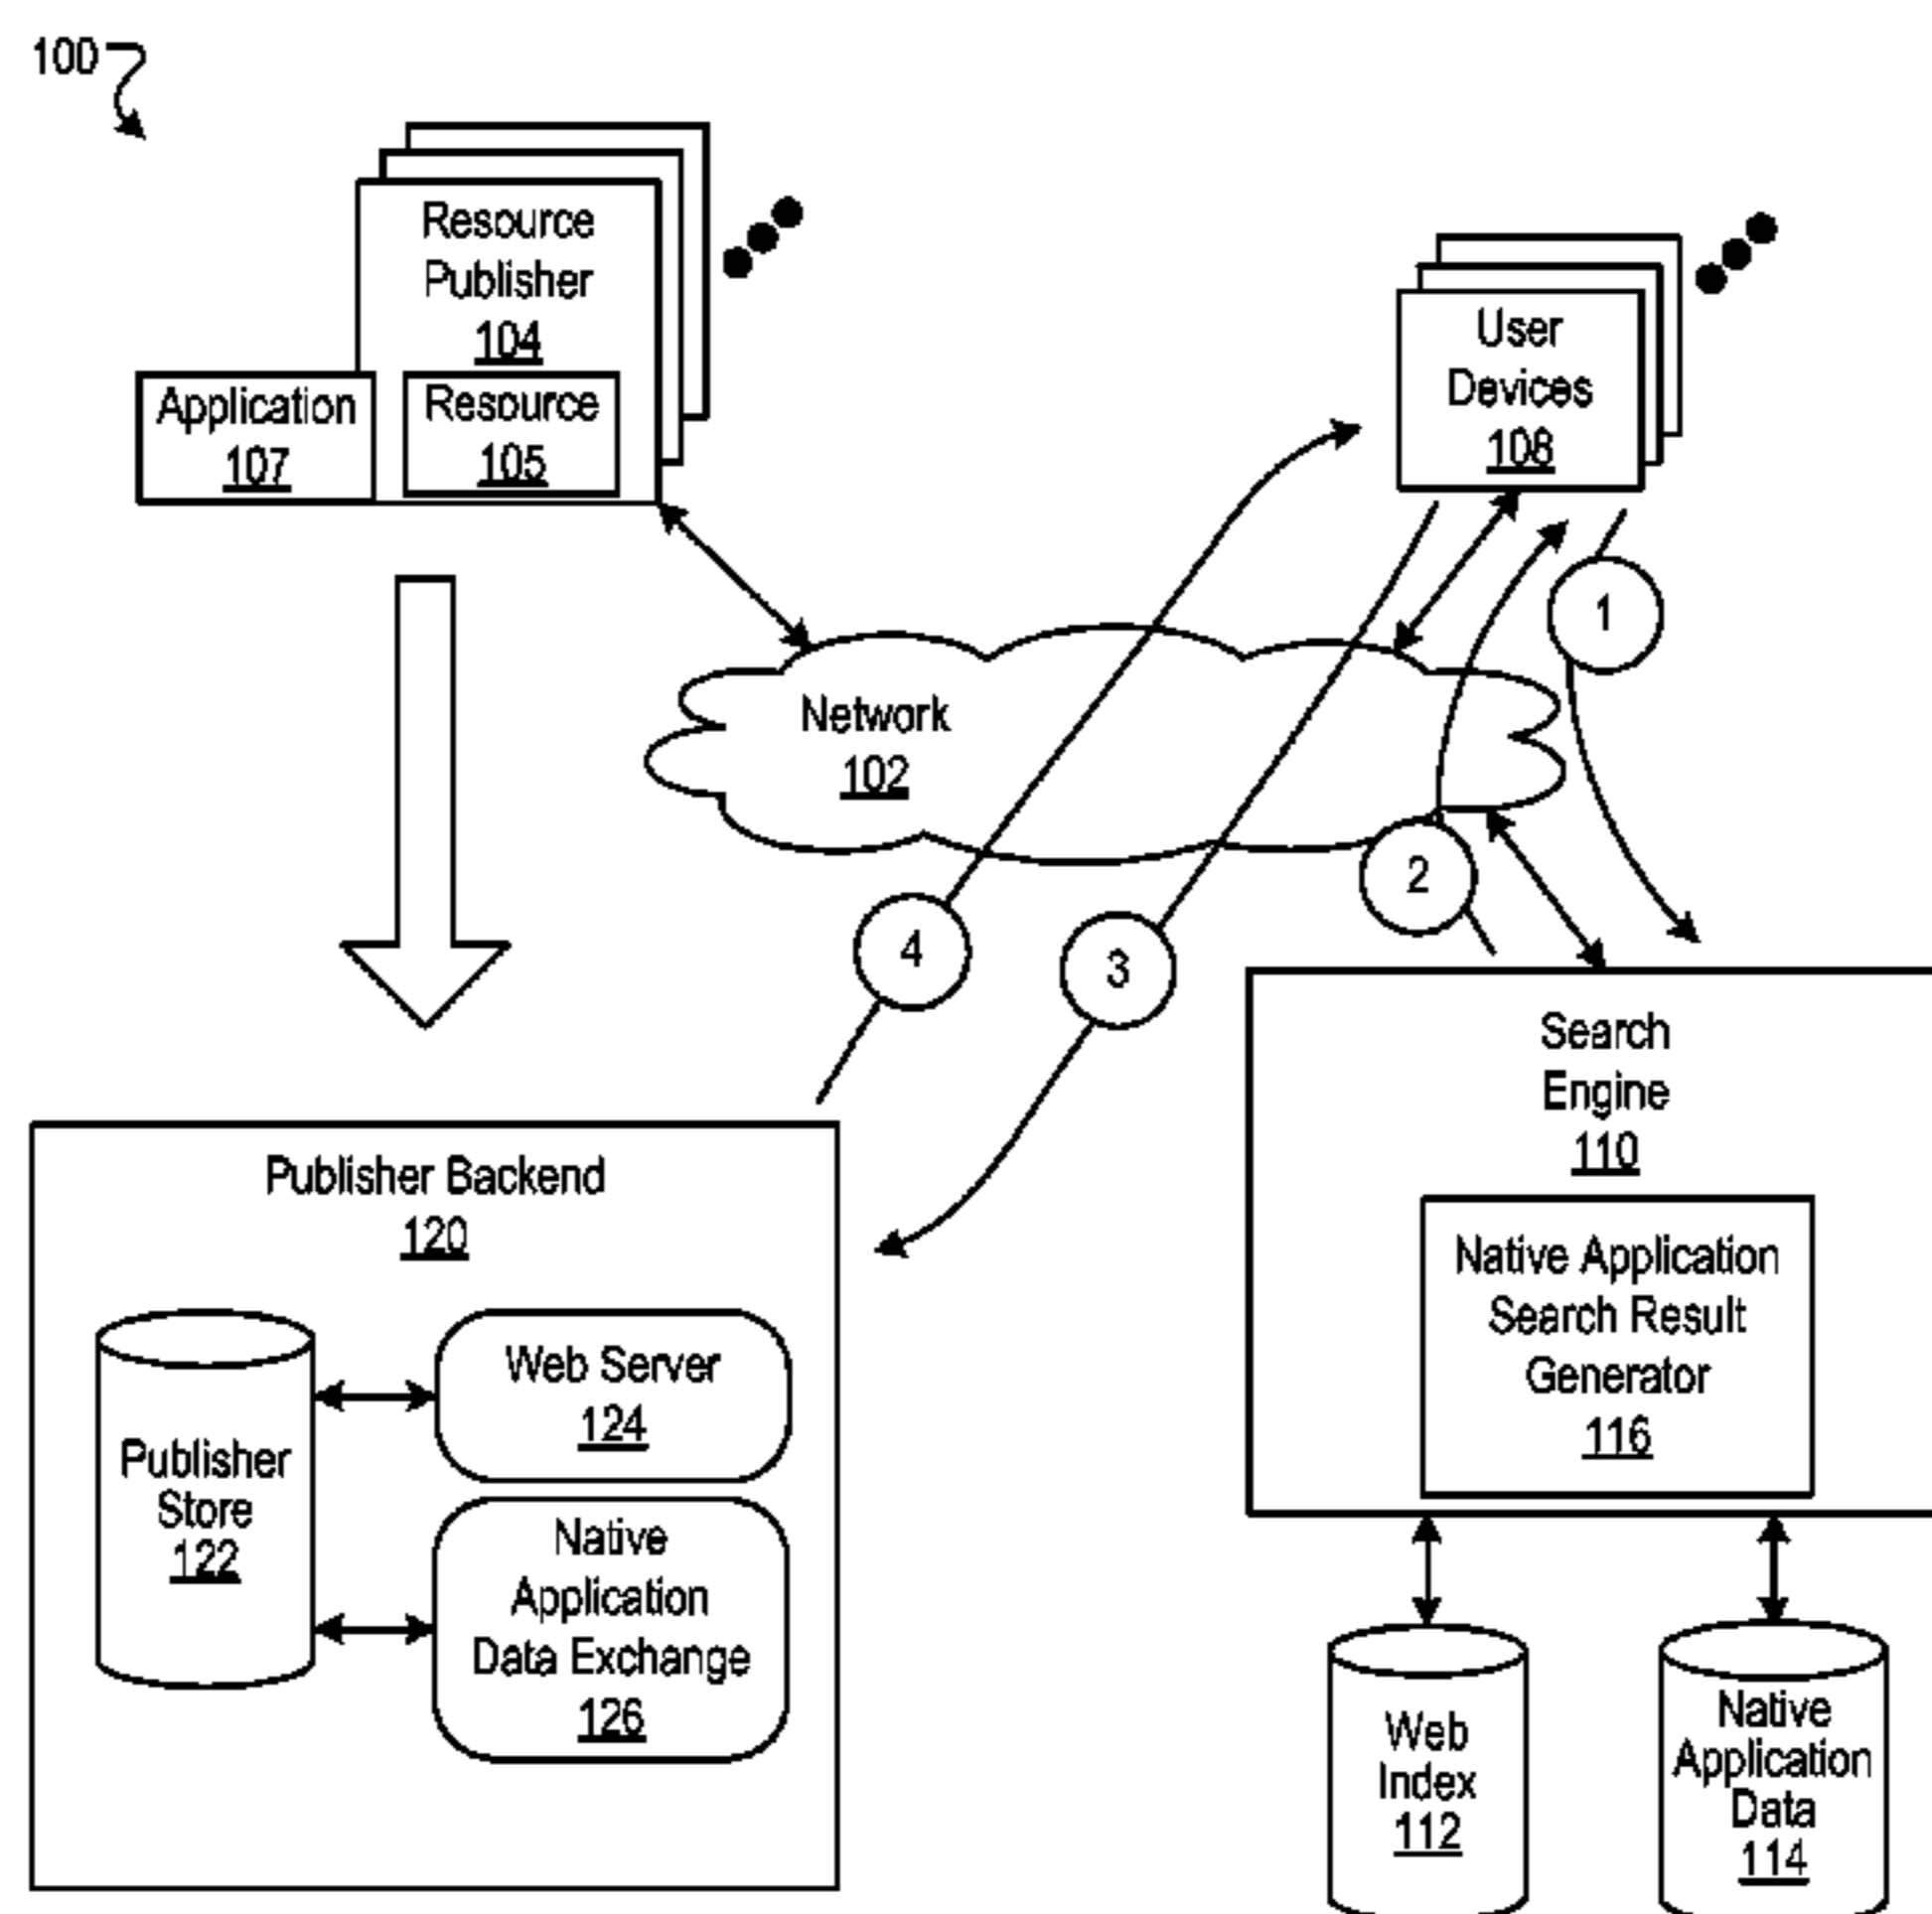 100
Resource
Publisher
104
Application
107
Resource
105
User
Devices
108
1
Network
102
2
4
3
Search
Engine
110
Native Application
Search Result
Generator
116
Publisher Backend
120
Publisher
Store
122
Web Server
124
Native
Application
Data Exchange
126
Web
Index
112
Native
Application
Data
114